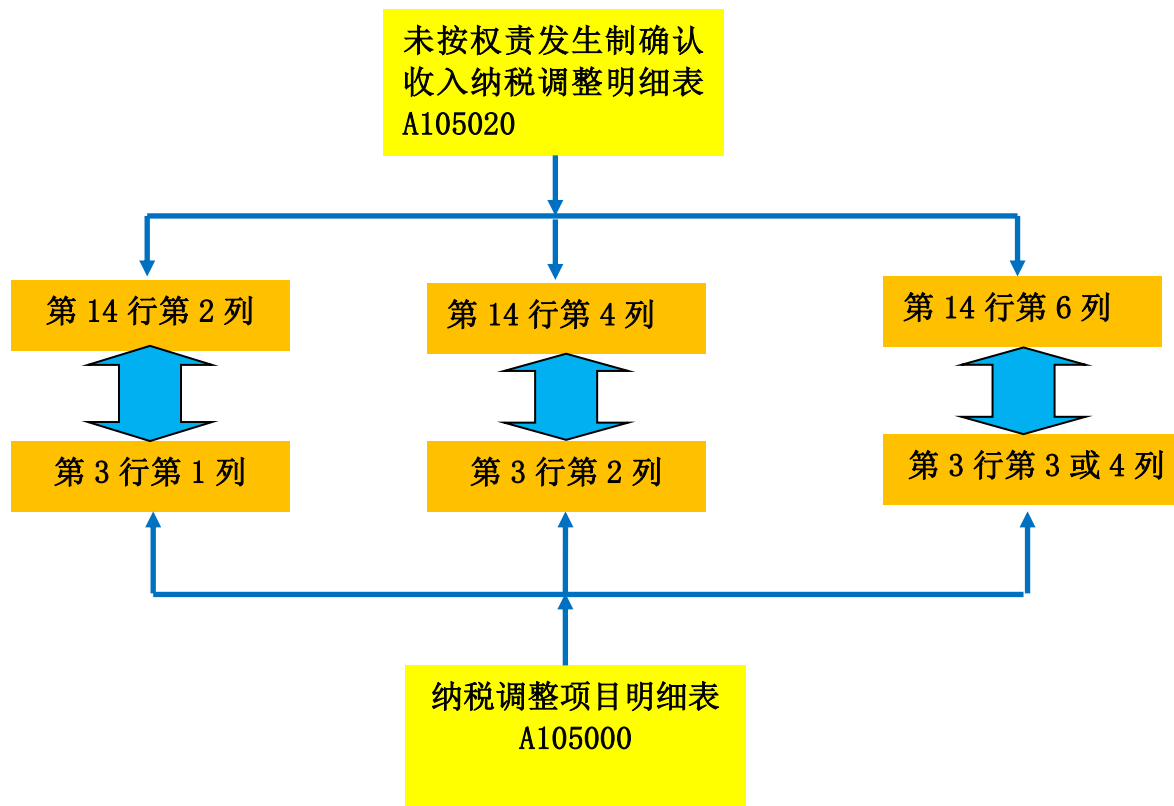 未按权责发生制确认
收入纳税调整明细表
A105020
第 14 行第 2 列
第 14 行第 4 列
第 14 行第 6 列
第 3 行第 1 列
第 3 行第 2 列
第 3 行第 3 或 4 列
纳税调整项目明细表
A105000